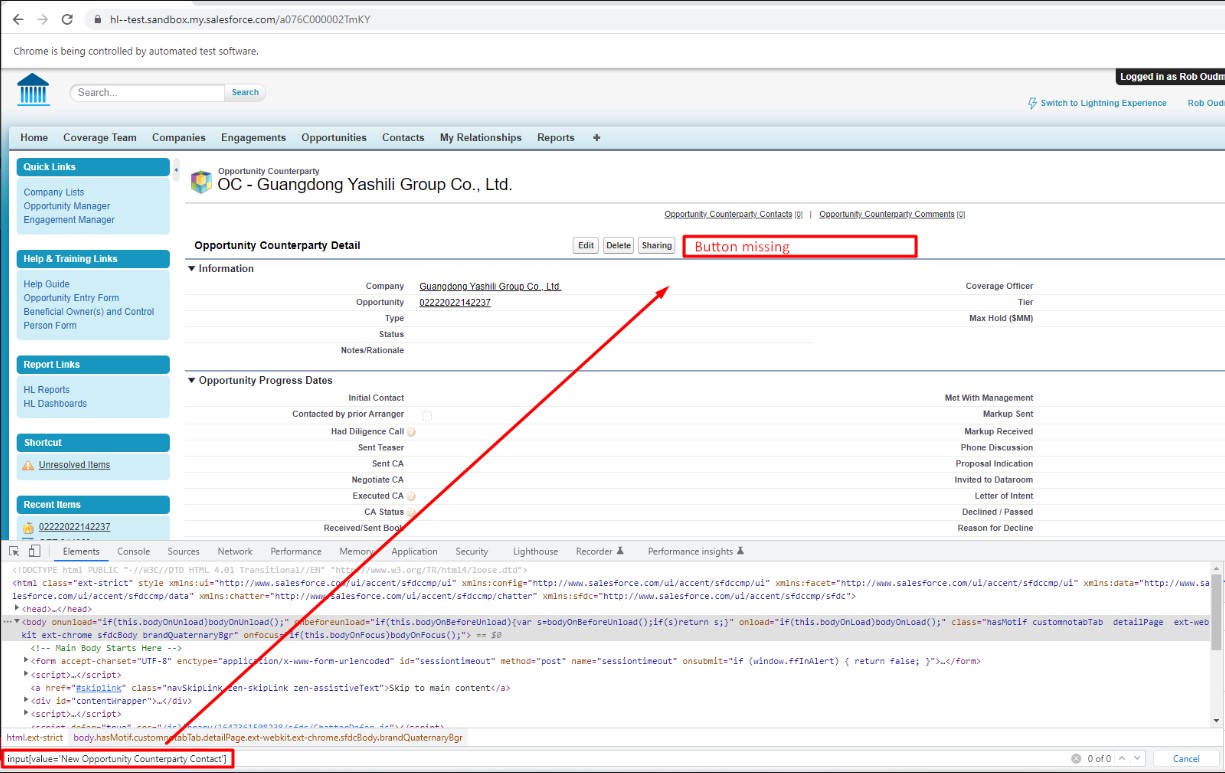 hl--test.sandbox.my.salesforce.com/a076C000002TmKY
Chrome is being controlled by automated test software.
Logged in as Rob Oudm
Search...
Search
Switch to Lightning Experience
Rob Oud
Home Coverage Team Companies Engagements Opportunities Contacts My Relationships Reports +
Quick Links
Company Lists
Opportunity Manager
Engagement Manager
Help & Training Links
Help Guide
Opportunity Entry Form
Beneficial Owner(s) and Control
Person Form
Report Links
HL Reports
HL Dashboards
Shortcut
Unresolved Items
Recent Items
02222022142237
Opportunity Counterparty
OC - Guangdong Yashili Group Co., Ltd.
Opportunity Counterparty Contacts [0] | Opportunity Counterparty Comments [0]
Opportunity Counterparty Detail
Edit Delete Sharing
Button missing
Information
Company Guangdong Yashili Group Co., Ltd. Coverage Officer
Opportunity 02222022142237 Tier
Type Max Hold ($MM)
Status
Notes/Rationale
Opportunity Progress Dates
Initial Contact Met With Management
Contacted by prior Arranger Markup Sent
Had Diligence Call Markup Received
Sent Teaser Phone Discussion
Sent CA Proposal Indication
Negotiate CA Invited to Dataroom
Executed CA Letter of Intent
CA Status Declined / Passed
Received/Sent Book Reason for Decline
Elements Console Sources Network Performance Memory Application Security Lighthouse Recorder Performance insights
<!DOCTYPE html PUBLIC "-//W3C//DTD HTML 4.01 Transitional//EN" "http://www.w3.org/TR/html4/loose.dtd">
<html class="ext-strict" style xmlns:ui="http://www.salesforce.com/ui/accent/sfdccmp/ui" xmlns:config="http://www.salesforce.com/ui/accent/sfdccmp/ui" xmlns:facet="http://www.salesforce.com/ui/accent/sfdccmp/ui" xmlns:data="http://www.sa
lesforce.com/ui/accent/sfdccmp/data" xmlns:chatter="http://www.salesforce.com/ui/accent/sfdccmp/chatter" xmlns:sfdc="http://www.salesforce.com/ui/accent/sfdccmp/sfdc">
<head>…</head>
<body onunload="if(this.bodyOnUnload)bodyOnUnload();" onbeforeunload="if(this.bodyOnBeforeUnload){var s=bodyOnBeforeUnload();if(s)return s;}" onload="if(this.bodyOnLoad)bodyOnLoad();" class="hasMotif customnotabTab detailPage ext-web
kit ext-chrome sfdcBody brandQuaternaryBgr" onfocus="if(this.bodyOnFocus)bodyOnFocus();"> == $0
<!-- Main Body Starts Here -->
<form accept-charset="UTF-8" enctype="application/x-www-form-urlencoded" id="sessiontimeout" method="post" name="sessiontimeout" onsubmit="if (window.ffInAlert) { return false; }">…</form>
<script>…</script>
<a href="#skiplink" class="navSkipLink zen-skipLink zen-assistiveText">Skip to main content</a>
<div id="contentWrapper">…</div>
<script>…</script>
html.ext-strict body.hasMotif.customnotabTab.detailPage.ext-webkit.ext-chrome.sfdcBody.brandQuaternaryBgr
input[value='New Opportunity Counterparty Contact']
0 of 0
Cancel